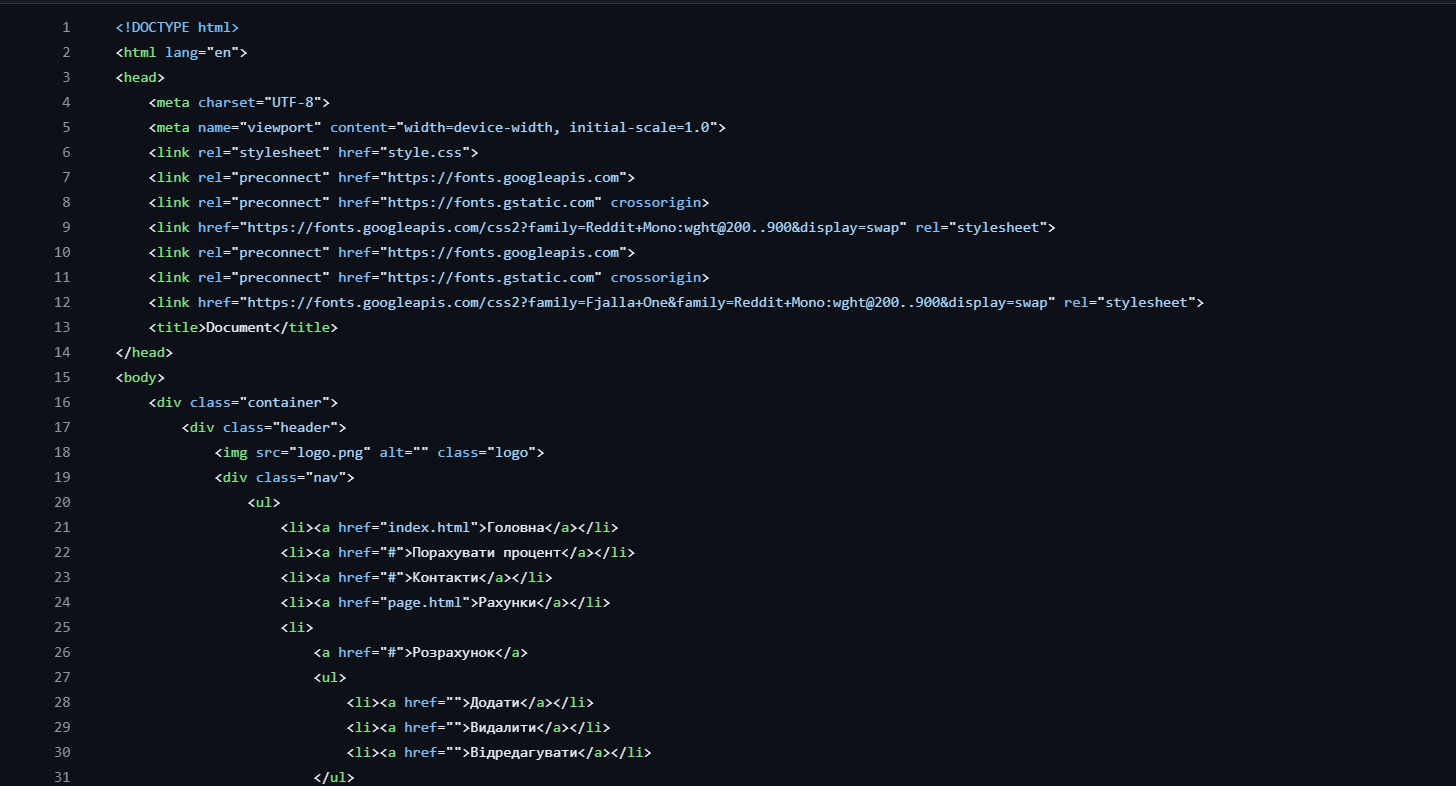 1 <!DOCTYPE html>
2 <html lang="en">
3 <head>
4     <meta charset="UTF-8">
5     <meta name="viewport" content="width=device-width, initial-scale=1.0">
6     <link rel="stylesheet" href="style.css">
7     <link rel="preconnect" href="https://fonts.googleapis.com">
8     <link rel="preconnect" href="https://fonts.gstatic.com" crossorigin>
9     <link href="https://fonts.googleapis.com/css2?family=Reddit+Mono:wght@200..900&display=swap" rel="stylesheet">
10     <link rel="preconnect" href="https://fonts.googleapis.com">
11     <link rel="preconnect" href="https://fonts.gstatic.com" crossorigin>
12     <link href="https://fonts.googleapis.com/css2?family=Fjalla+One&family=Reddit+Mono:wght@200..900&display=swap" rel="stylesheet">
13     <title>Document</title>
14 </head>
15 <body>
16     <div class="container">
17         <div class="header">
18             <img src="logo.png" alt="" class="logo">
19             <div class="nav">
20                 <ul>
21                     <li><a href="index.html">Головна</a></li>
22                     <li><a href="#">Порахувати процент</a></li>
23                     <li><a href="#">Контакти</a></li>
24                     <li><a href="page.html">Рахунки</a></li>
25                     <li>
26                         <a href="#">Розрахунок</a>
27                         <ul>
28                             <li><a href="">Додати</a></li>
29                             <li><a href="">Видалити</a></li>
30                             <li><a href="">Відредагувати</a></li>
31                         </ul>